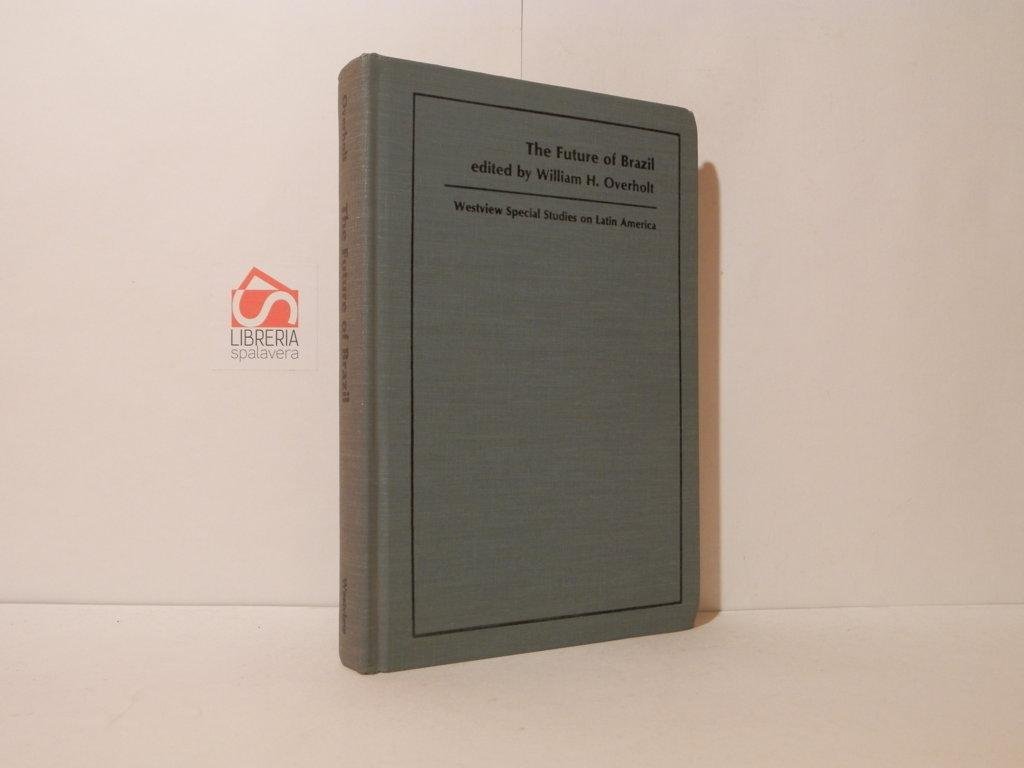 The Future of Brazil
edited by William H. Overholt
Westview Special Studies on Latin America
Overholt The Future of Brazil Westview
LIBRERIA
spalavera